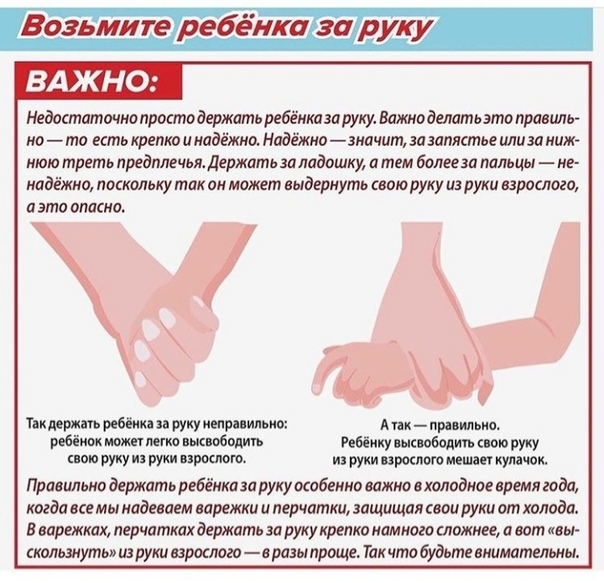 Возьмите ребёнка за руку
ВАЖНО:
Недостаточно просто держать ребёнка за руку. Важно делать это правиль-
но — то есть крепко и надёжно. Надёжно — значит, за запястье или за ниж-
нюю треть предплечья. Держать за ладошку, а тем более за пальцы — не-
надёжно, поскольку так он может выдернуть свою руку из руки взрослого,
а это опасно.
Так держать ребёнка за руку неправильно:
ребёнок может легко высвободить
свою руку из руки взрослого.
А так — правильно.
Ребёнку высвободить свою руку
из руки взрослого мешает кулачок.
Правильно держать ребёнка за руку особенно важно в холодное время года,
когда все мы надеваем варежки и перчатки, защищая свои руки от холода.
В варежках, перчатках держать за руку крепко намного сложнее, а вот «вы-
скользнуть» из руки взрослого — в разы проще. Так что будьте внимательны.